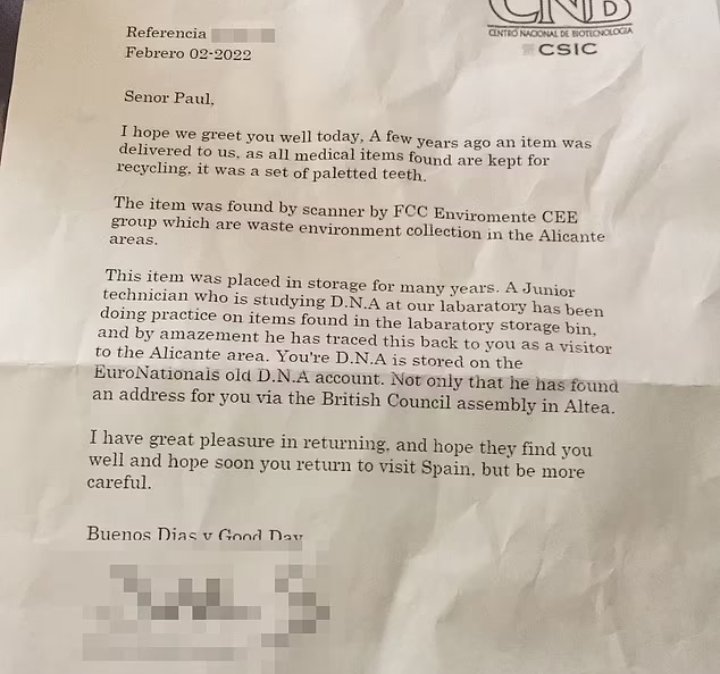 CNB
CENTRO NACIONAL DE BIOTECNOLOGIA
CSIC
Referencia
Febrero 02-2022
Senor Paul,
I hope we greet you well today, A few years ago an item was
delivered to us, as all medical items found are kept for
recycling, it was a set of paletted teeth.
The item was found by scanner by FCC Enviromente CEE
group which are waste environment collection in the Alicante
areas.
This item was placed in storage for many years. A Junior
technician who is studying D.N.A at our labaratory has been
doing practice on items found in the labaratory storage bin,
and by amazement he has traced this back to you as a visitor
to the Alicante area. You're D.N.A is stored on the
EuroNationals old D.N.A account. Not only that he has found
an address for you via the British Council assembly in Altea.
I have great pleasure in returning, and hope they find you
well and hope soon you return to visit Spain, but be more
careful.
Buenos Dias y Good Day